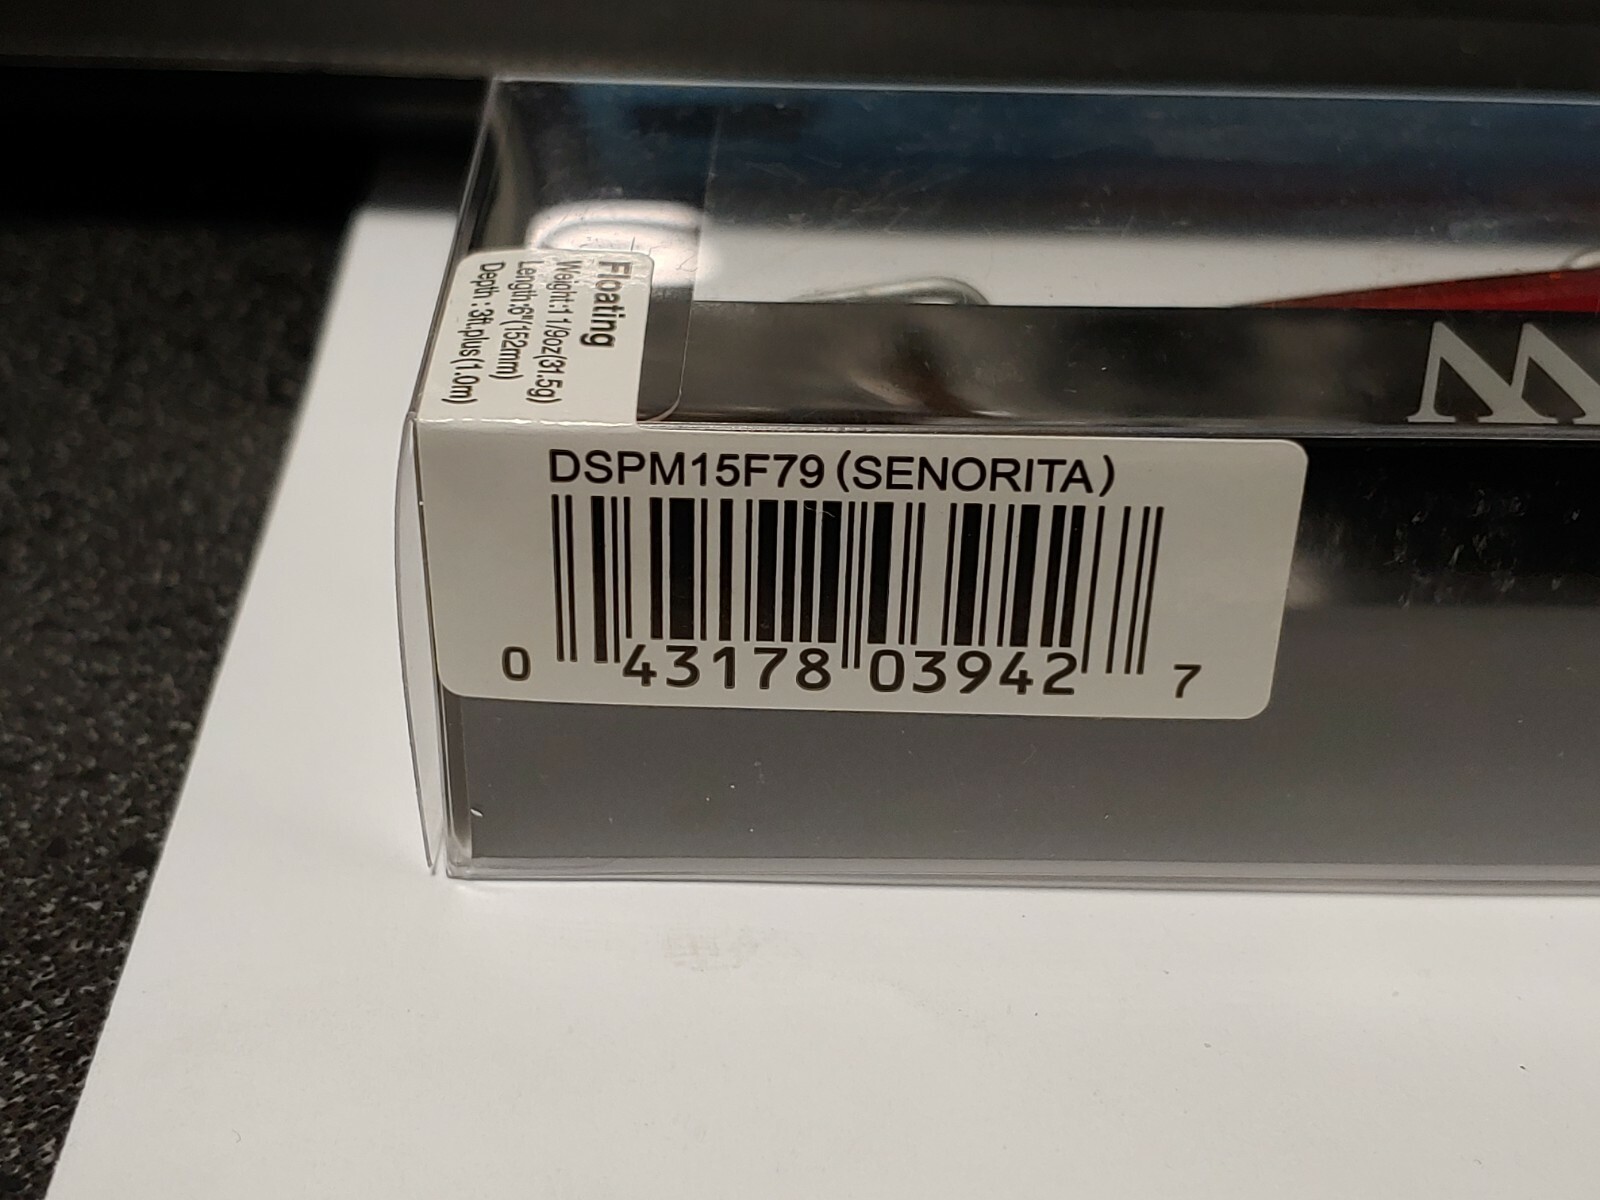 Floating
Weight:1 1/9oz(31.5g)
Length:6"(152mm)
Depth :3ft.plus(1.0m)
DSPM15F79 (SENORITA)
0 43178 03942 7
W